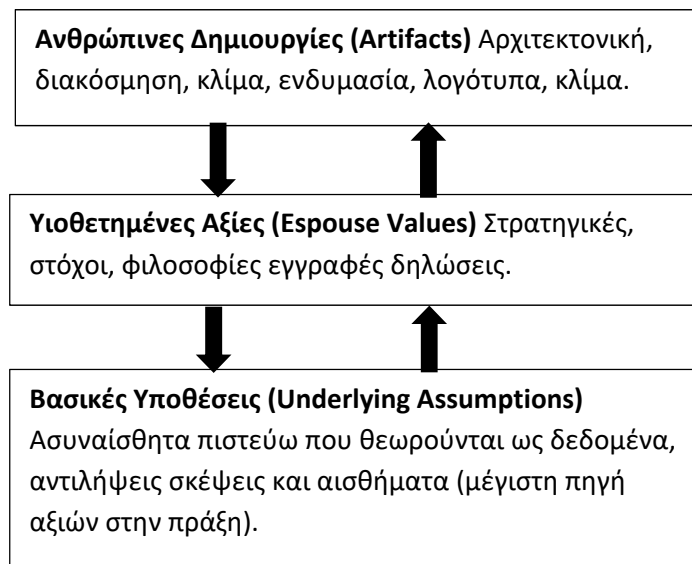 Ανθρώπινες Δημιουργίες (Artifacts) Αρχιτεκτονική,
διακόσμηση, κλίμα, ενδυμασία, λογότυπα, κλίμα.
Υιοθετημένες Αξίες (Espouse Values) Στρατηγικές,
στόχοι, φιλοσοφίες εγγραφές δηλώσεις.
Βασικές Υποθέσεις (Underlying Assumptions)
Ασυναίσθητα πιστεύω που θεωρούνται ως δεδομένα,
αντιλήψεις σκέψεις και αισθήματα (μέγιστη πηγή
αξιών στην πράξη).